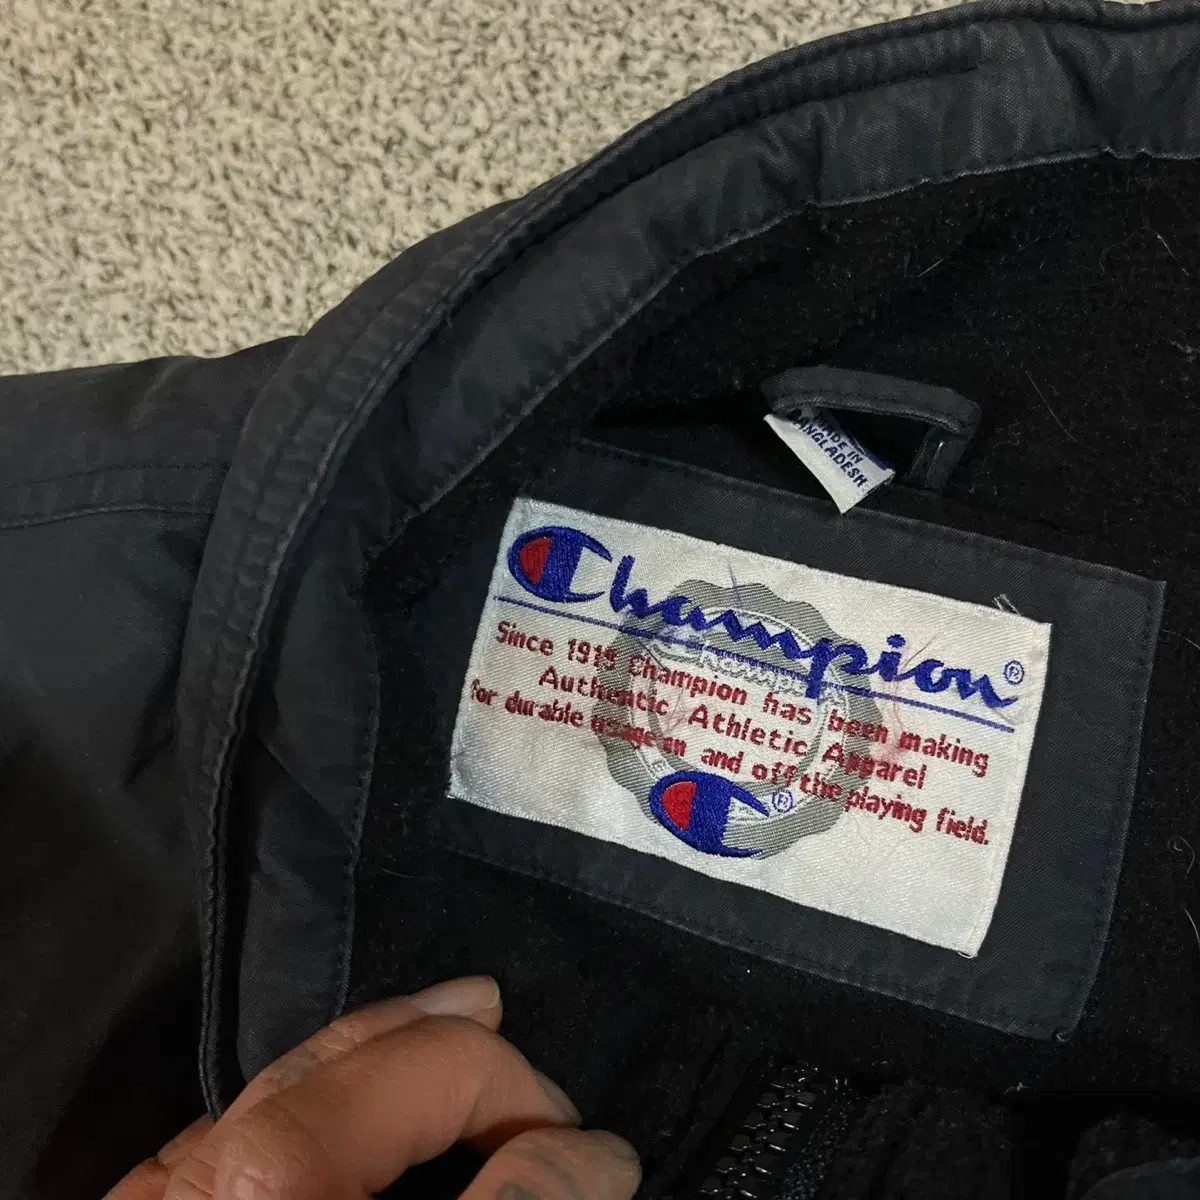 MADE IN
BANGLADESH
Champion®
Since 1919 Champion has been making
Authentic Athletic Apparel
for durable usage on and off the playing field.
®